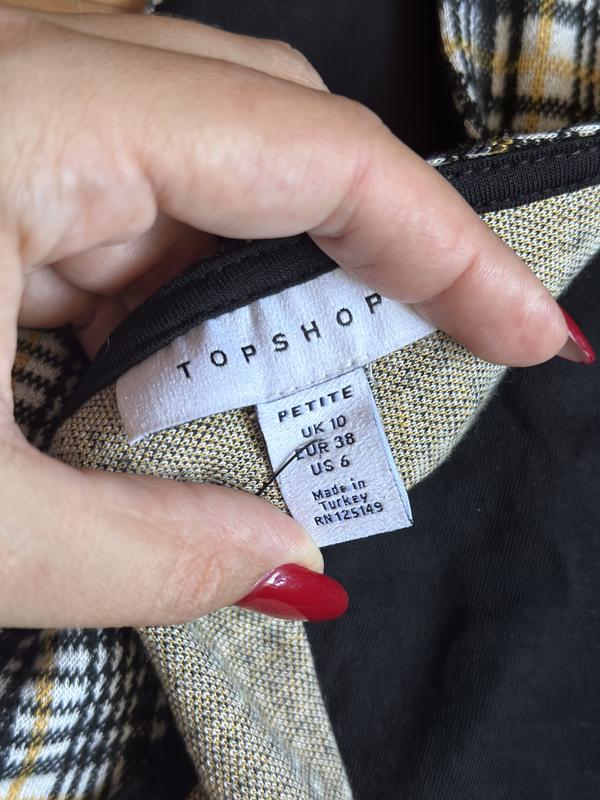 TOPSHOP
PETITE
UK 10
EUR 38
US 6
Made in
Turkey
RN125149